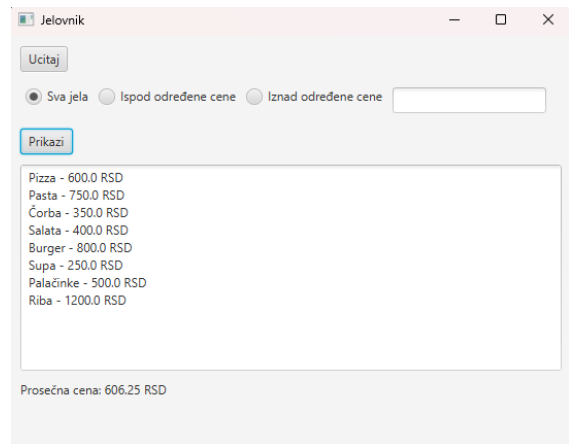 Jelovnik
Ucitaj
Sva jela Ispod određene cene Iznad određene cene
Prikazi
Pizza - 600.0 RSD
Pasta - 750.0 RSD
Čorba - 350.0 RSD
Salata - 400.0 RSD
Burger - 800.0 RSD
Supa - 250.0 RSD
Palačinke - 500.0 RSD
Riba - 1200.0 RSD
Prosečna cena: 606.25 RSD